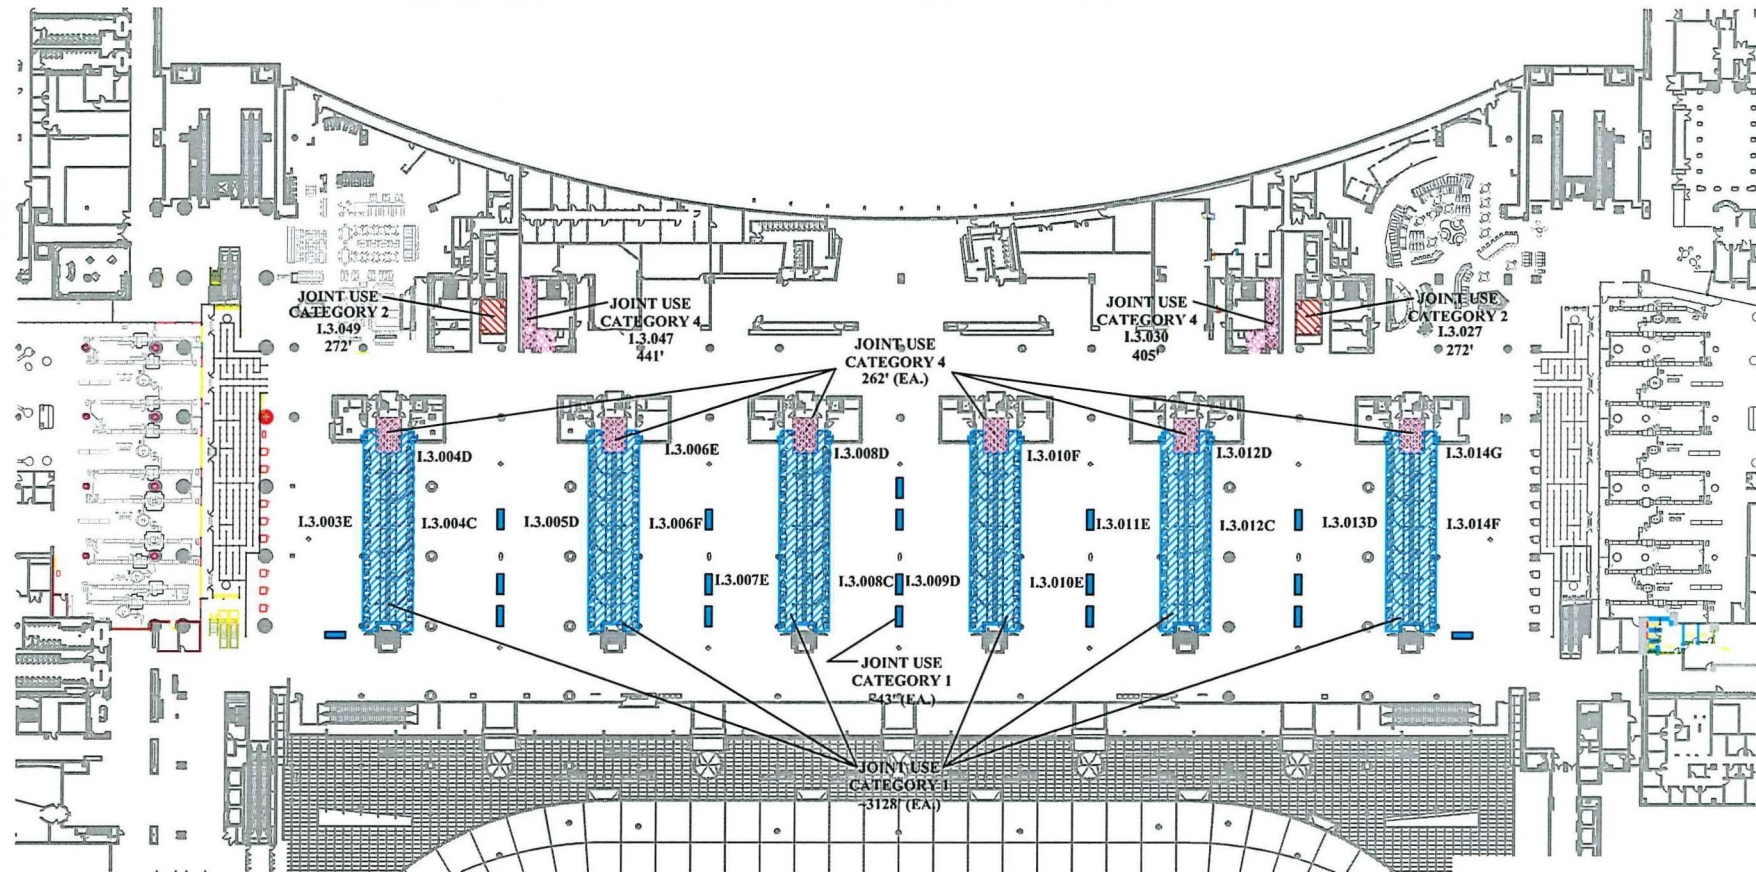 JOINT USE
CATEGORY 2
I.3.049
272'
JOINT USE
CATEGORY 4
I.3.047
441'
JOINT USE
CATEGORY 4
I.3.030
405'
JOINT USE
CATEGORY 2
I.3.027
272'
JOINT USE
CATEGORY 4
262' (EA.)
I.3.004D
I.3.006E
I.3.008D
I.3.010F
I.3.012D
I.3.014G
I.3.003E
I.3.004C
I.3.005D
I.3.006F
I.3.011E
I.3.012C
I.3.013D
I.3.014F
I.3.007E
I.3.008C
I.3.009D
I.3.010E
JOINT USE
CATEGORY 1
~43' (EA.)
JOINT USE
CATEGORY 1
~3128' (EA.)